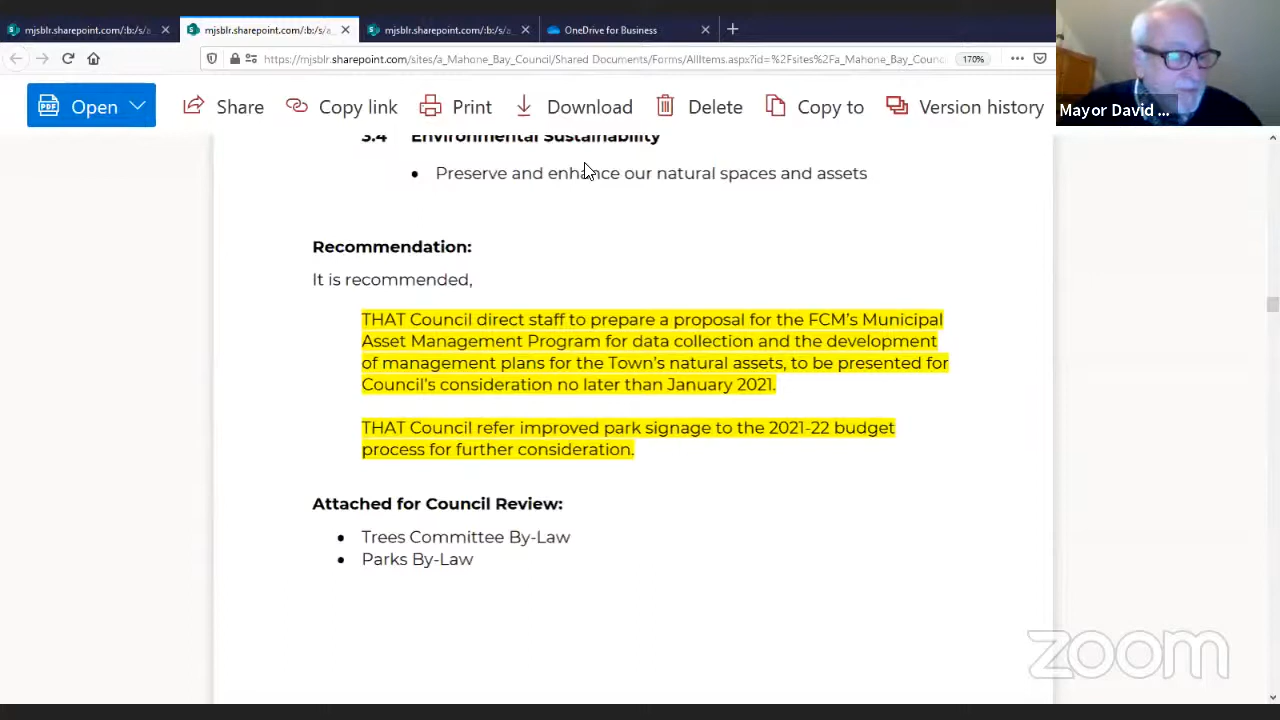 mjsblr.sharepoint.com/:b:/s/a_
mjsblr.sharepoint.com/:b:/s/a_
mjsblr.sharepoint.com/:b:/s/a_
OneDrive for Business
https://mjsblr.sharepoint.com/sites/a_Mahone_Bay_Council/Shared Documents/Forms/AllItems.aspx?id=%2Fsites%2Fa_Mahone_Bay_Counci
170%
Open
Share
Copy link
Print
Download
Delete
Copy to
Version history
Mayor David ...
3.4 Environmental Sustainability
• Preserve and enhance our natural spaces and assets
Recommendation:
It is recommended,
THAT Council direct staff to prepare a proposal for the FCM's Municipal
Asset Management Program for data collection and the development
of management plans for the Town's natural assets, to be presented for
Council's consideration no later than January 2021.
THAT Council refer improved park signage to the 2021-22 budget
process for further consideration.
Attached for Council Review:
• Trees Committee By-Law
• Parks By-Law
zoom